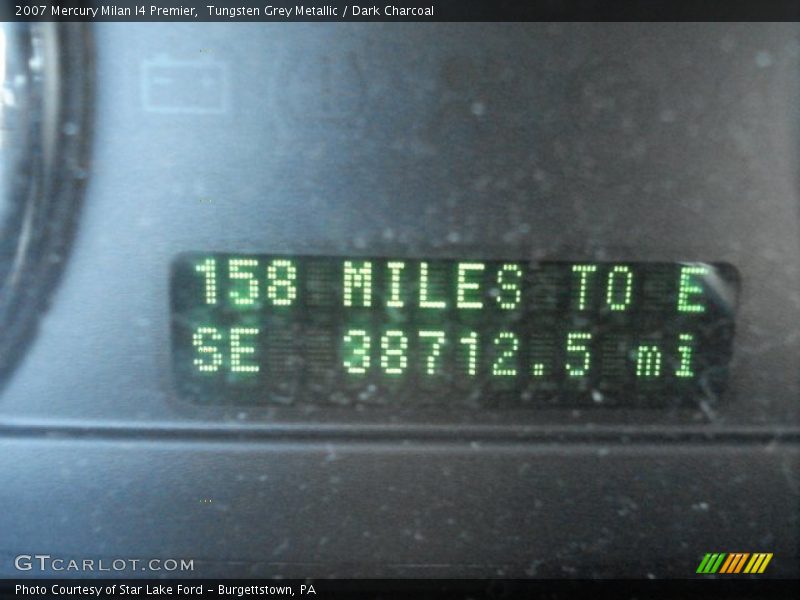 2007 Mercury Milan I4 Premier,  Tungsten Grey Metallic / Dark Charcoal
158 MILES TO E
SE 38712.5 mi
GTCARLOT.COM
Photo Courtesy of Star Lake Ford - Burgettstown, PA